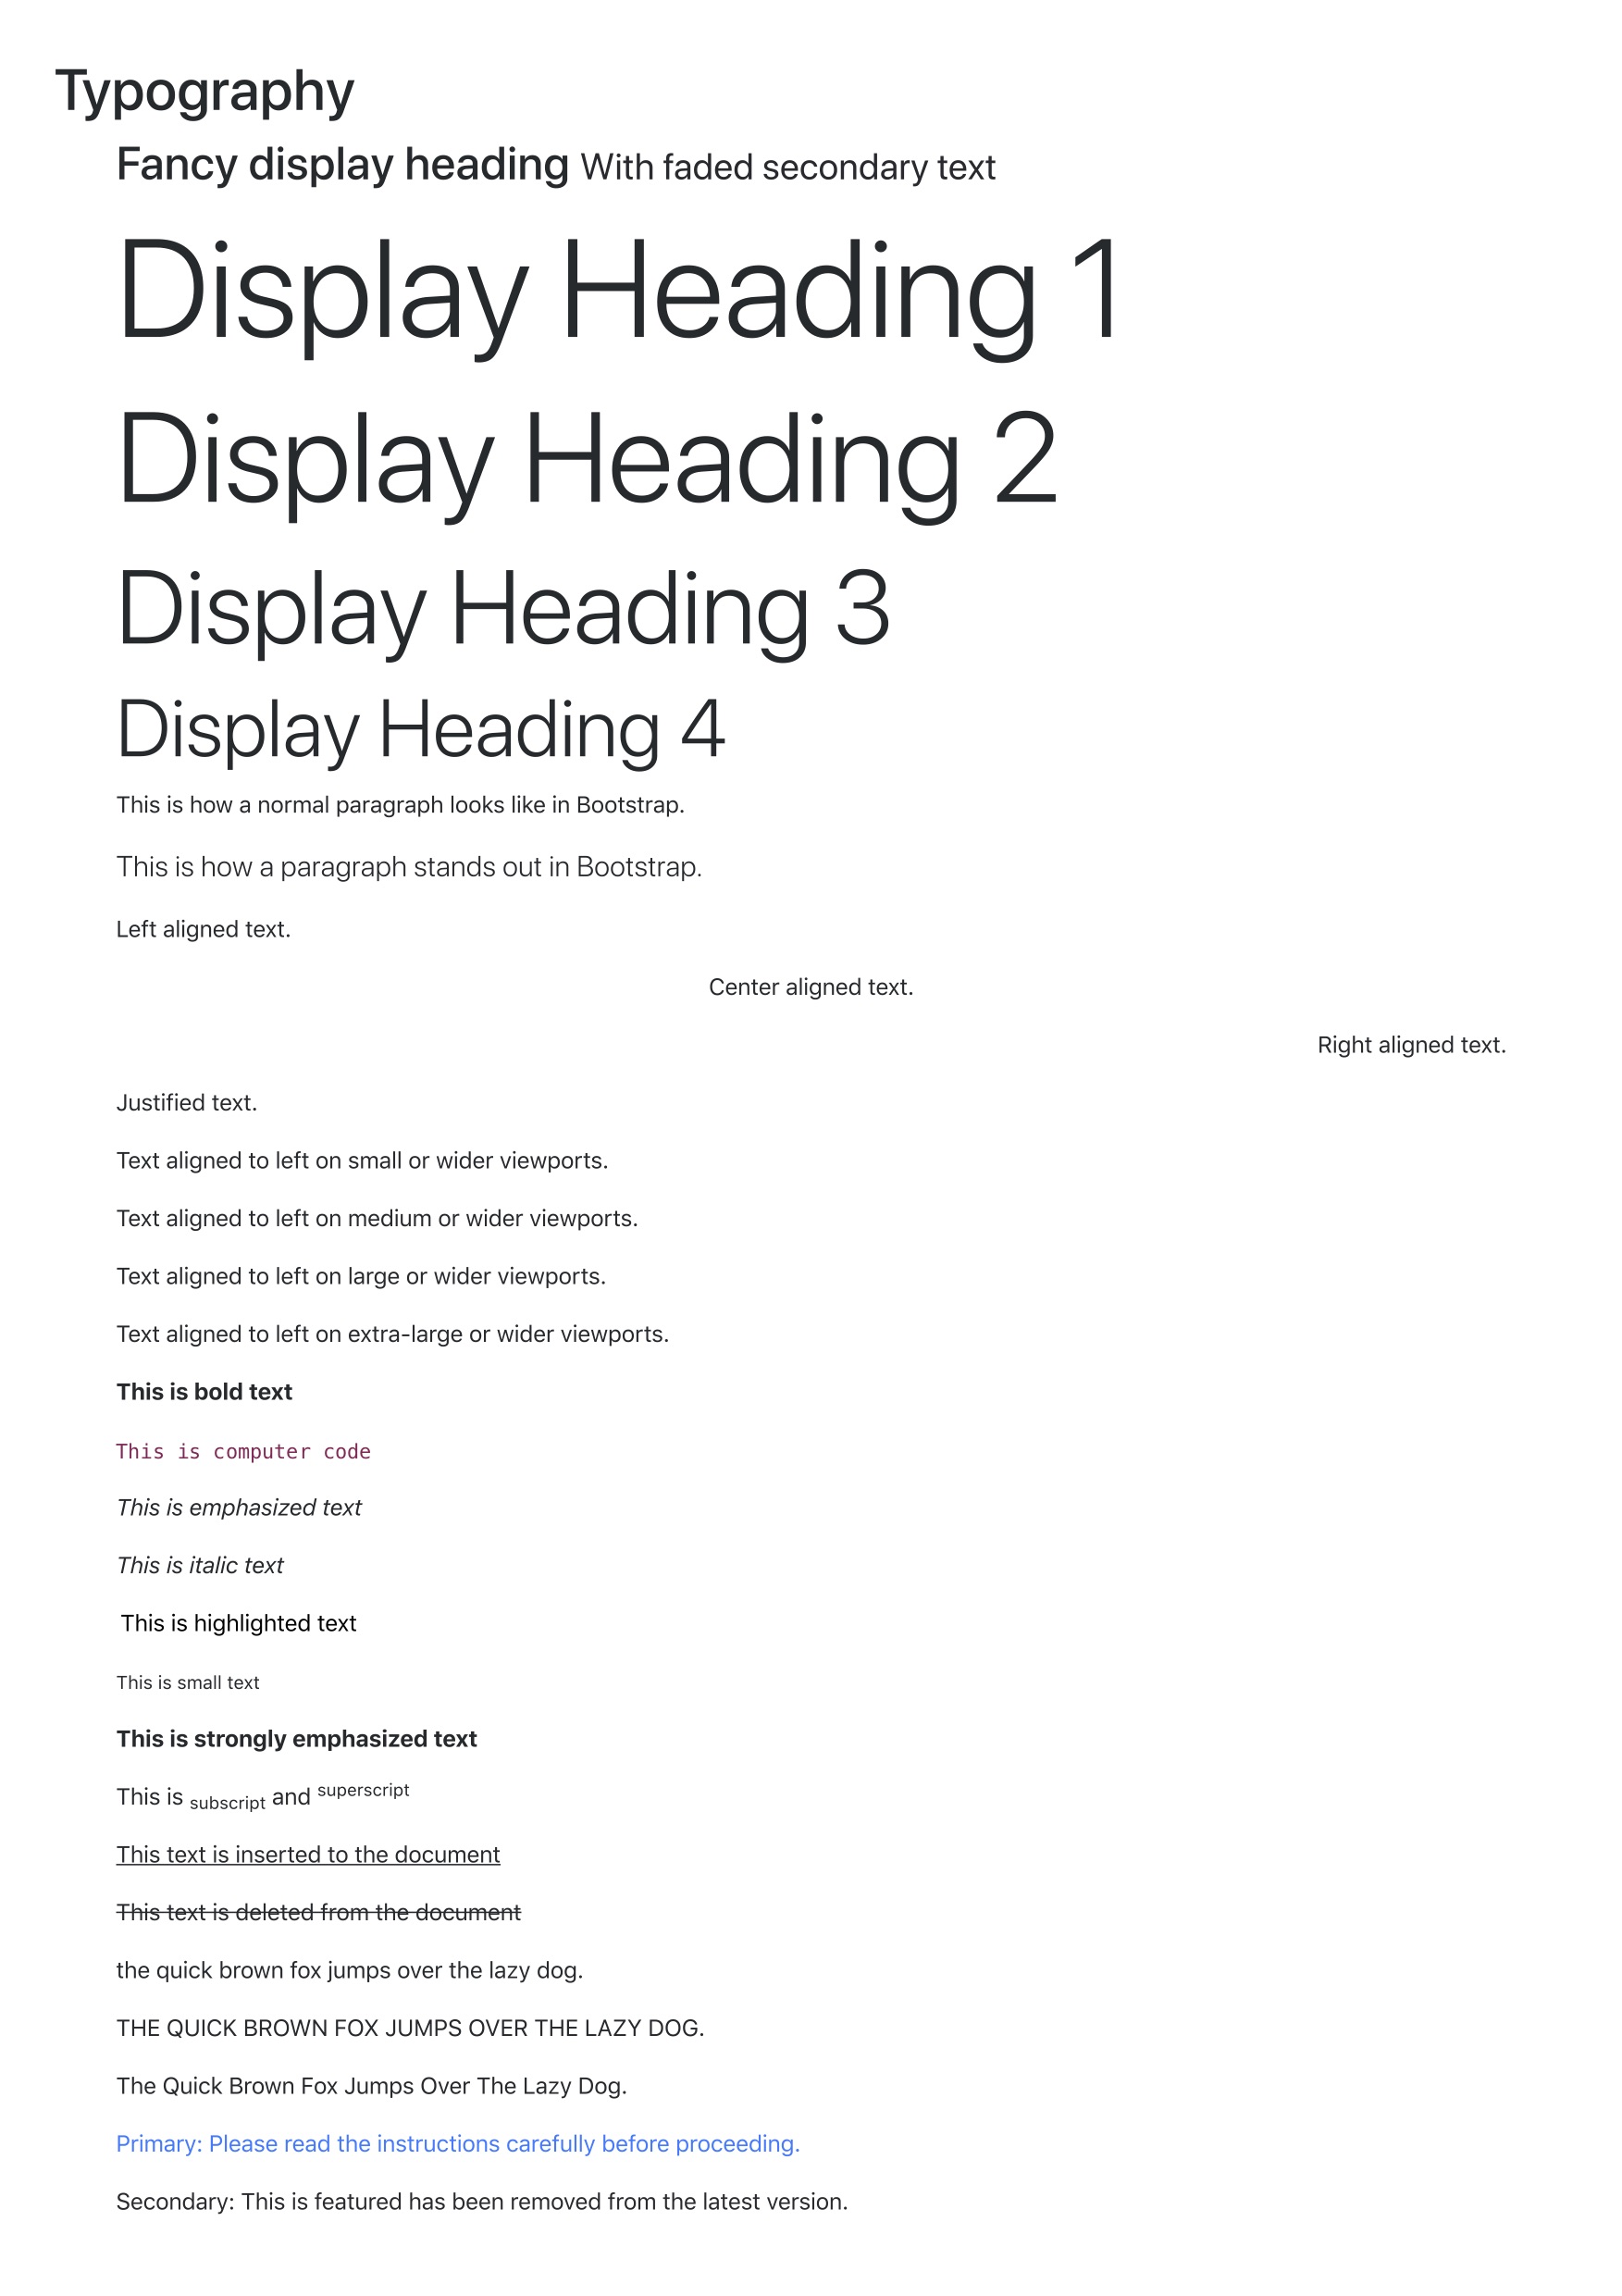 Typography
Fancy display heading With faded secondary text
Display Heading 1
Display Heading 2
Display Heading 3
Display Heading 4
This is how a normal paragraph looks like in Bootstrap.
This is how a paragraph stands out in Bootstrap.
Left aligned text.
Center aligned text.
Right aligned text.
Justified text.
Text aligned to left on small or wider viewports.
Text aligned to left on medium or wider viewports.
Text aligned to left on large or wider viewports.
Text aligned to left on extra-large or wider viewports.
This is bold text
This is computer code
This is emphasized text
This is italic text
This is highlighted text
This is small text
This is strongly emphasized text
This is subscript and superscript
This text is inserted to the document
This text is deleted from the document
the quick brown fox jumps over the lazy dog.
THE QUICK BROWN FOX JUMPS OVER THE LAZY DOG.
The Quick Brown Fox Jumps Over The Lazy Dog.
Primary: Please read the instructions carefully before proceeding.
Secondary: This is featured has been removed from the latest version.